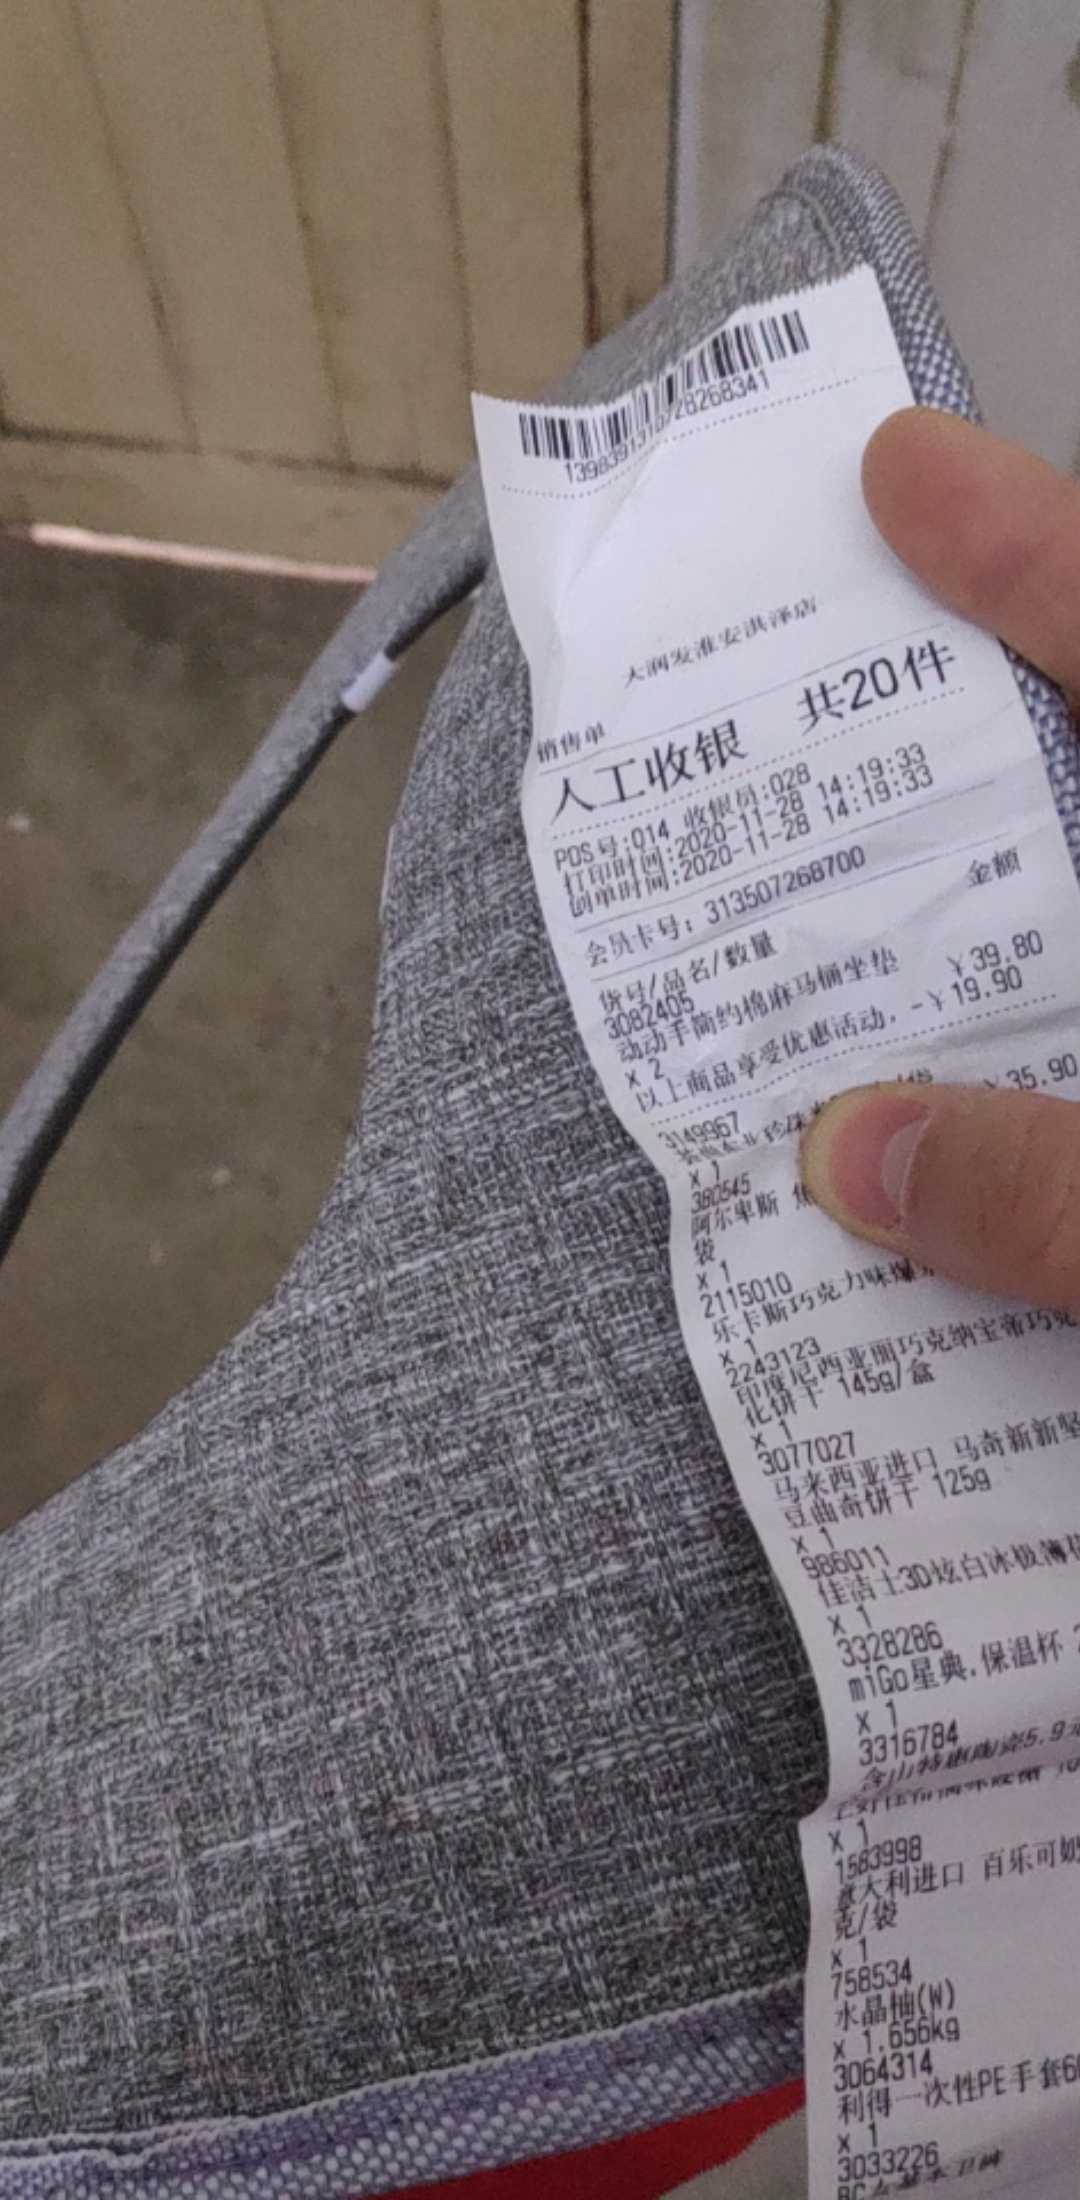 大润发淮安洪泽店
销售单
人工收银 共20件
POS号:014 收银员:028
打印时间:2020-11-28 14:19:33
回单时间:2020-11-28 14:19:33
会员卡号: 313507268700
货号/品名/数量 金额
3082405
动动手简约棉麻马俩坐垫 ￥39.80
x 2
以上商品享受优惠活动, -￥19.90
3149967
￥35.90
x 1
380545
阿尔卑斯
袋
x 1
2115010
乐卡斯巧克力味爆
x 1
2243123
印度尼西亚丽巧克纳宝帝巧克
化饼干 145g/盒
x 1
3077027
马来西亚进口 马奇新新坚
豆曲奇饼干 125g
x 1
986011
佳洁士3D炫白冰极薄荷
x 1
3328286
miGo星典.保温杯
x 1
3316784
x 1
1583998
意大利进口 百乐可奶
克/袋
x 1
758534
水晶柚(W)
x 1.656kg
3064314
利得一次性PE手套
x 1
3033226